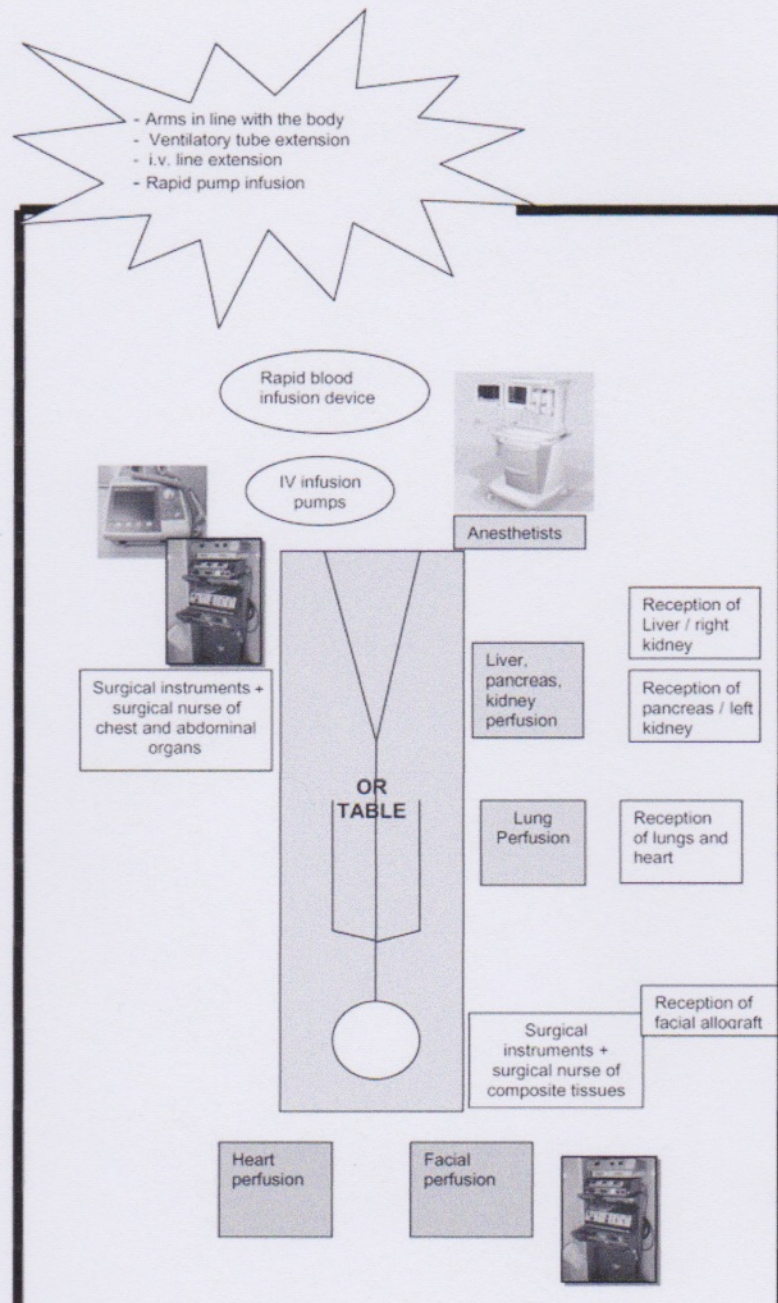 - Arms in line with the body
- Ventilatory tube extension
- i.v. line extension
- Rapid pump infusion
Rapid blood
infusion device
IV infusion
pumps
Anesthetists
Surgical instruments +
surgical nurse of
chest and abdominal
organs
Liver,
pancreas,
kidney
perfusion
Reception of
Liver / right
kidney
Reception of
pancreas / left
kidney
OR
TABLE
Lung
Perfusion
Reception
of lungs and
heart
Surgical
instruments +
surgical nurse of
composite tissues
Reception of
facial allograft
Heart
perfusion
Facial
perfusion